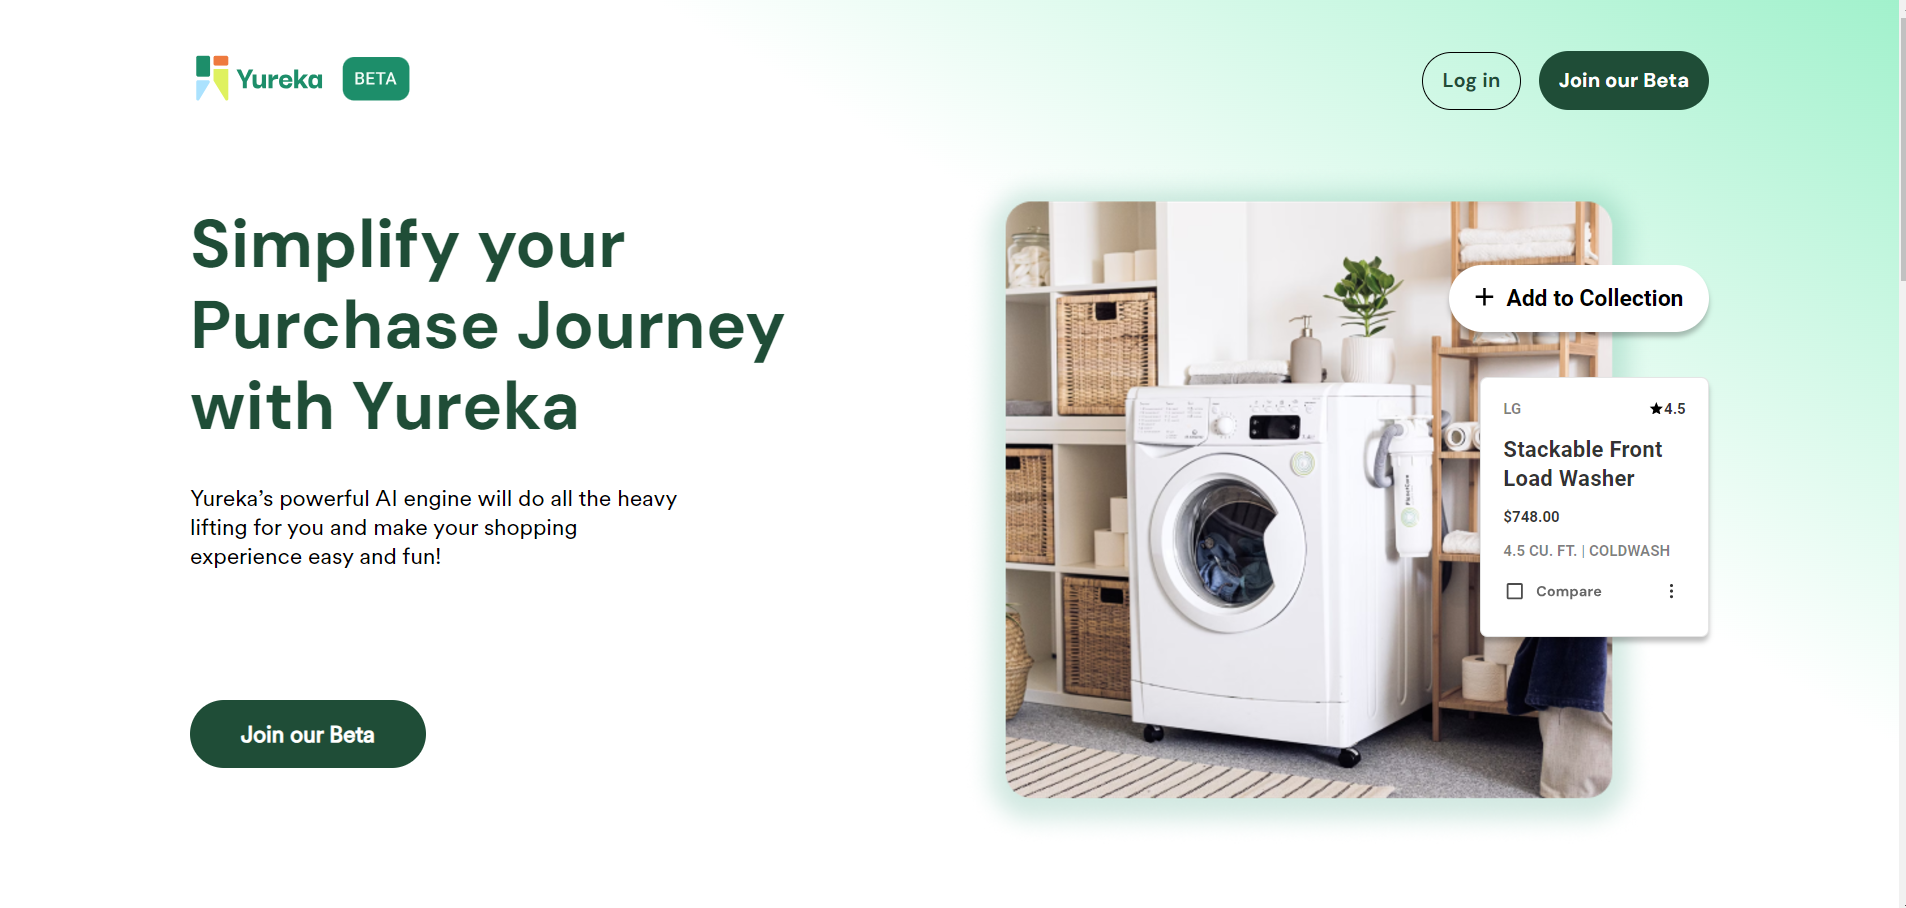 Yureka
BETA
Log in
Join our Beta
Simplify your
Purchase Journey
with Yureka
Yureka’s powerful AI engine will do all the heavy
lifting for you and make your shopping
experience easy and fun!
Join our Beta
+ Add to Collection
LG
★4.5
Stackable Front
Load Washer
$748.00
4.5 CU. FT. | COLDWASH
Compare
PlanetCare